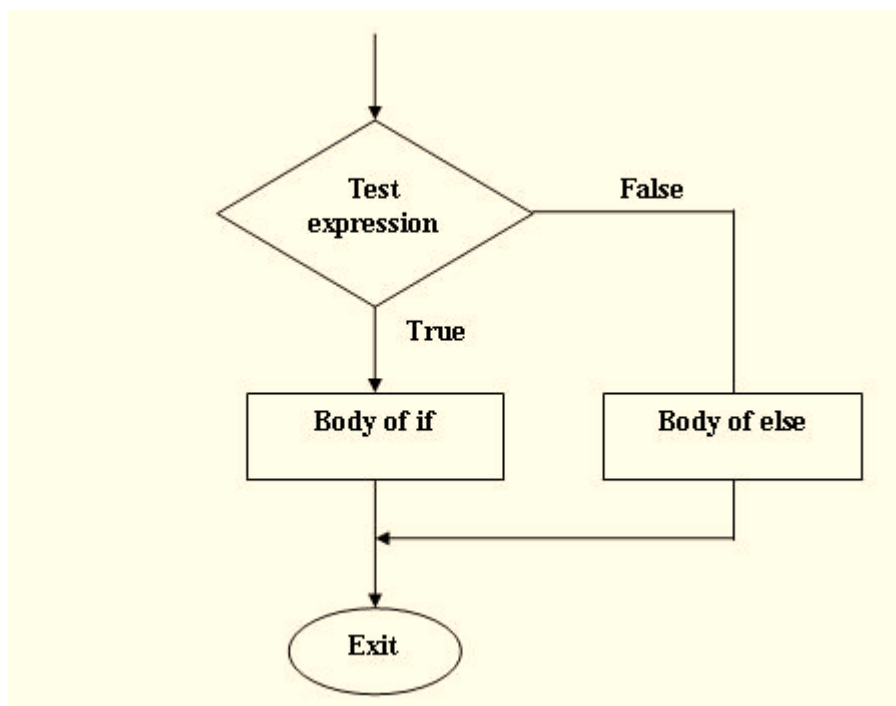 Test
expression
False
True
Body of if
Body of else
Exit